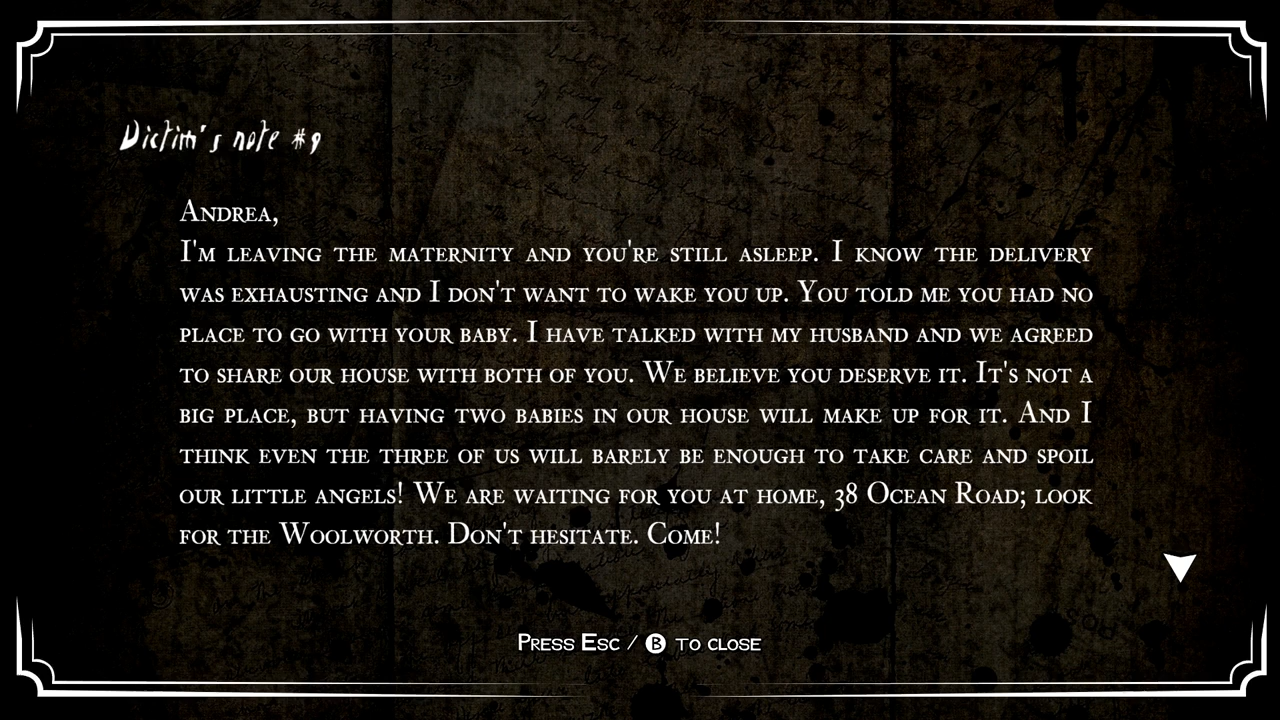 Victim's note #9
Andrea,
I'm leaving the maternity and you're still asleep. I know the delivery
was exhausting and I don't want to wake you up. You told me you had no
place to go with your baby. I have talked with my husband and we agreed
to share our house with both of you. We believe you deserve it. It's not a
big place, but having two babies in our house will make up for it. And I
think even the three of us will barely be enough to take care and spoil
our little angels! We are waiting for you at home, 38 Ocean Road; look
for the Woolworth. Don't hesitate. Come!
Press Esc / B to close